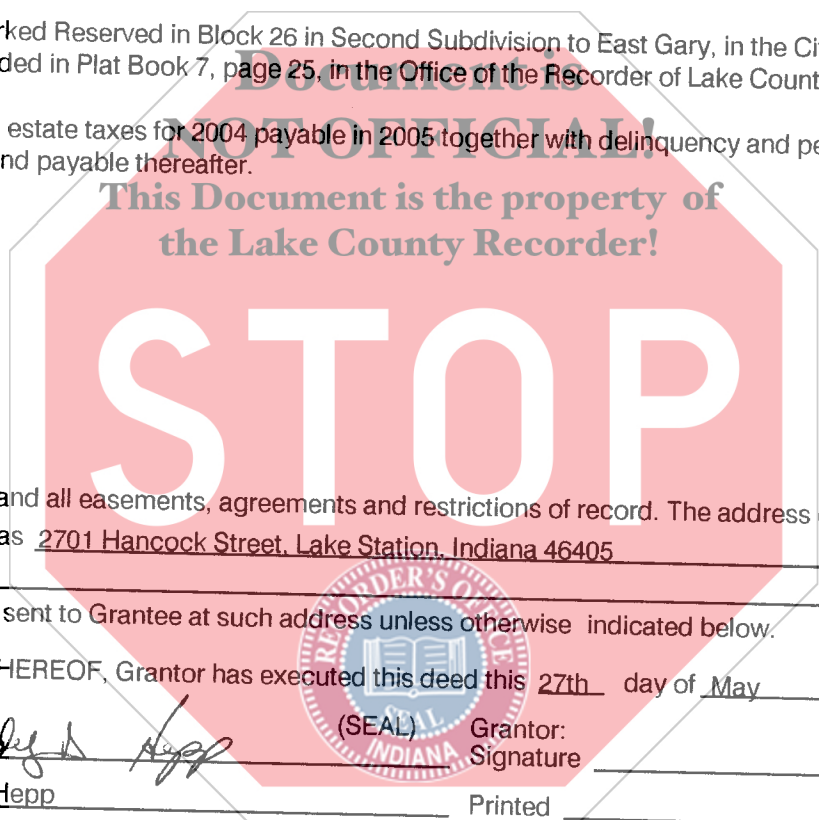 rked Reserved in Block 26 in Second Subdivision to East Gary, in the Ci
ded in Plat Book 7, page 25, in the Office of the Recorder of Lake Count
Document is
estate taxes for 2004 payable in 2005 together with delinquency and pe
NOT OFFICIAL!
nd payable thereafter.
This Document is the property of
the Lake County Recorder!
STOP
and all easements, agreements and restrictions of record. The address
as 2701 Hancock Street, Lake Station, Indiana 46405
RECORDER'S OFFICE
sent to Grantee at such address unless otherwise indicated below.
HEREOF, Grantor has executed this deed this 27th day of May
SEAL
INDIANA
(SEAL) Grantor:
Hepp
Signature
Hepp Printed